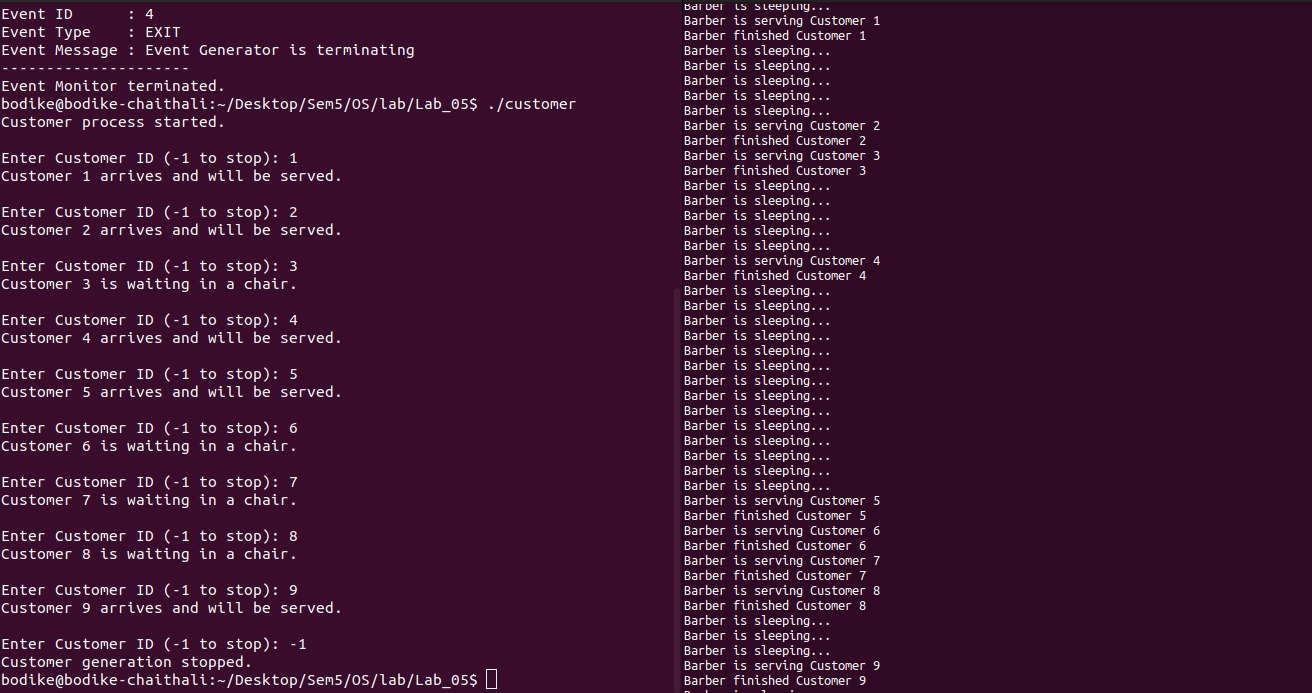 Event ID      : 4
Event Type    : EXIT
Event Message : Event Generator is terminating
---------------------
Event Monitor terminated.
bodike@bodike-chaithali:~/Desktop/Sem5/OS/lab/Lab_05$ ./customer
Customer process started.
Enter Customer ID (-1 to stop): 1
Customer 1 arrives and will be served.
Enter Customer ID (-1 to stop): 2
Customer 2 arrives and will be served.
Enter Customer ID (-1 to stop): 3
Customer 3 is waiting in a chair.
Enter Customer ID (-1 to stop): 4
Customer 4 arrives and will be served.
Enter Customer ID (-1 to stop): 5
Customer 5 arrives and will be served.
Enter Customer ID (-1 to stop): 6
Customer 6 is waiting in a chair.
Enter Customer ID (-1 to stop): 7
Customer 7 is waiting in a chair.
Enter Customer ID (-1 to stop): 8
Customer 8 is waiting in a chair.
Enter Customer ID (-1 to stop): 9
Customer 9 arrives and will be served.
Enter Customer ID (-1 to stop): -1
Customer generation stopped.
bodike@bodike-chaithali:~/Desktop/Sem5/OS/lab/Lab_05$
Barber is sleeping...
Barber is serving Customer 1
Barber finished Customer 1
Barber is sleeping...
Barber is sleeping...
Barber is sleeping...
Barber is sleeping...
Barber is sleeping...
Barber is serving Customer 2
Barber finished Customer 2
Barber is serving Customer 3
Barber finished Customer 3
Barber is sleeping...
Barber is sleeping...
Barber is sleeping...
Barber is sleeping...
Barber is sleeping...
Barber is serving Customer 4
Barber finished Customer 4
Barber is sleeping...
Barber is sleeping...
Barber is sleeping...
Barber is sleeping...
Barber is sleeping...
Barber is sleeping...
Barber is sleeping...
Barber is sleeping...
Barber is sleeping...
Barber is sleeping...
Barber is sleeping...
Barber is sleeping...
Barber is sleeping...
Barber is sleeping...
Barber is serving Customer 5
Barber finished Customer 5
Barber is serving Customer 6
Barber finished Customer 6
Barber is serving Customer 7
Barber finished Customer 7
Barber is serving Customer 8
Barber finished Customer 8
Barber is sleeping...
Barber is sleeping...
Barber is sleeping...
Barber is serving Customer 9
Barber finished Customer 9